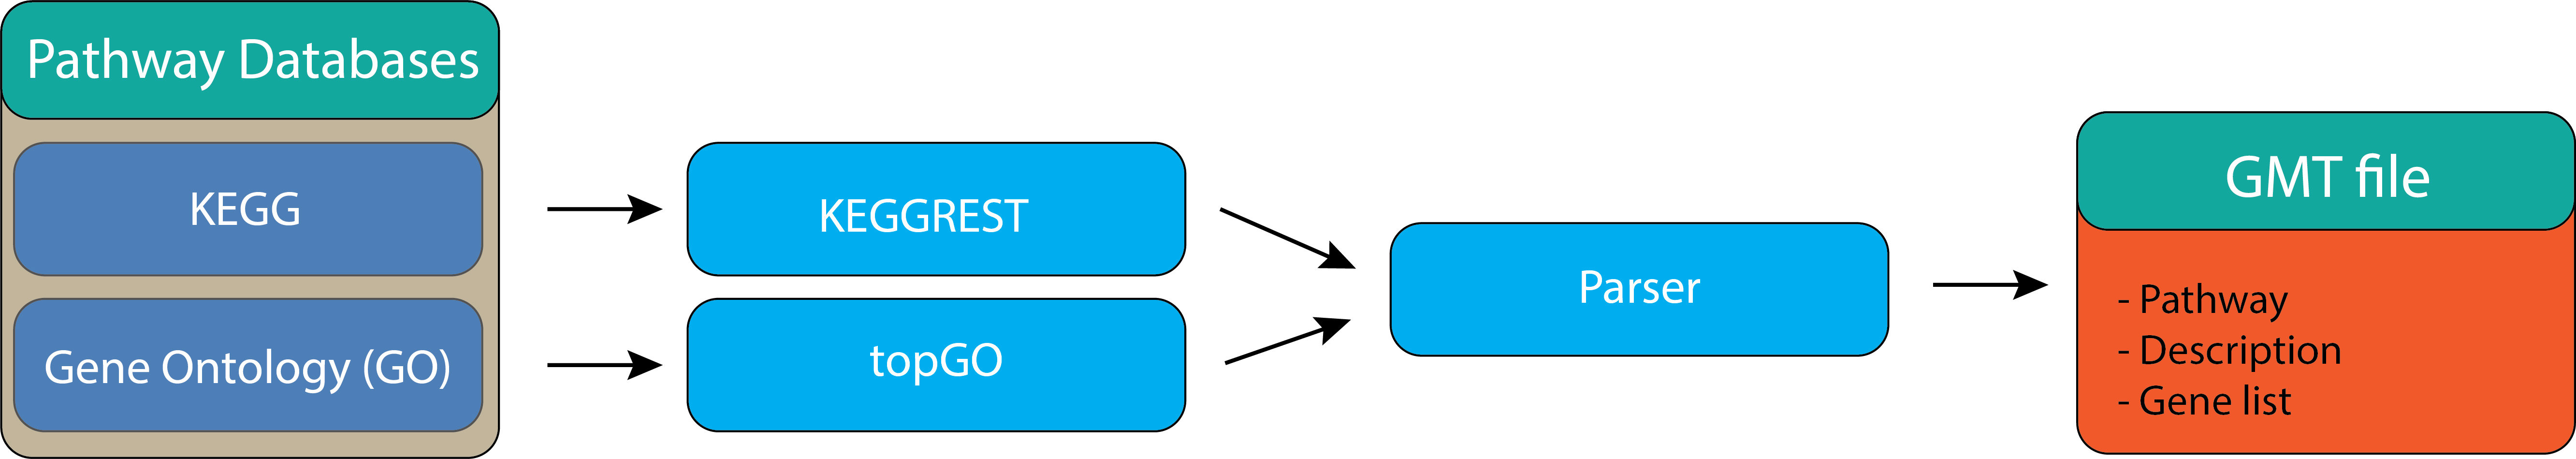 Pathway Databases
KEGG
Gene Ontology (GO)
KEGGREST
topGO
Parser
GMT file
- Pathway
- Description
- Gene list